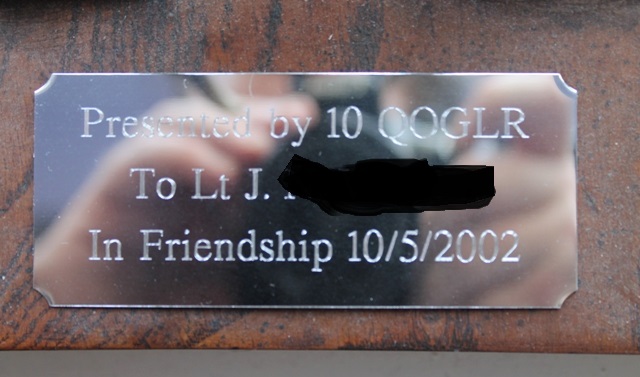 Presented by 10 QOGLR
To Lt J.
In Friendship 10/5/2002